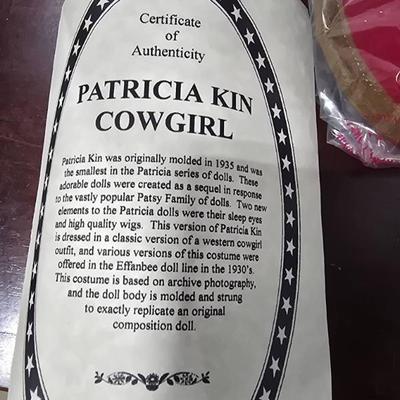 Certificate
of
Authenticity
PATRICIA KIN
COWGIRL
Patricia Kin was originally molded in 1935 and was
the smallest in the Patricia series of dolls. These
adorable dolls were created as a sequel in response
to the vastly popular Patsy Family of dolls. Two new
elements to the Patricia dolls were their sleep eyes
and high quality wigs. This version of Patricia Kin
is dressed in a classic version of a western cowgirl
outfit, and various versions of this costume were
offered in the Effanbee doll line in the 1930's.
This costume is based on archive photography,
and the doll body is molded and strung
to exactly replicate an original
composition doll.